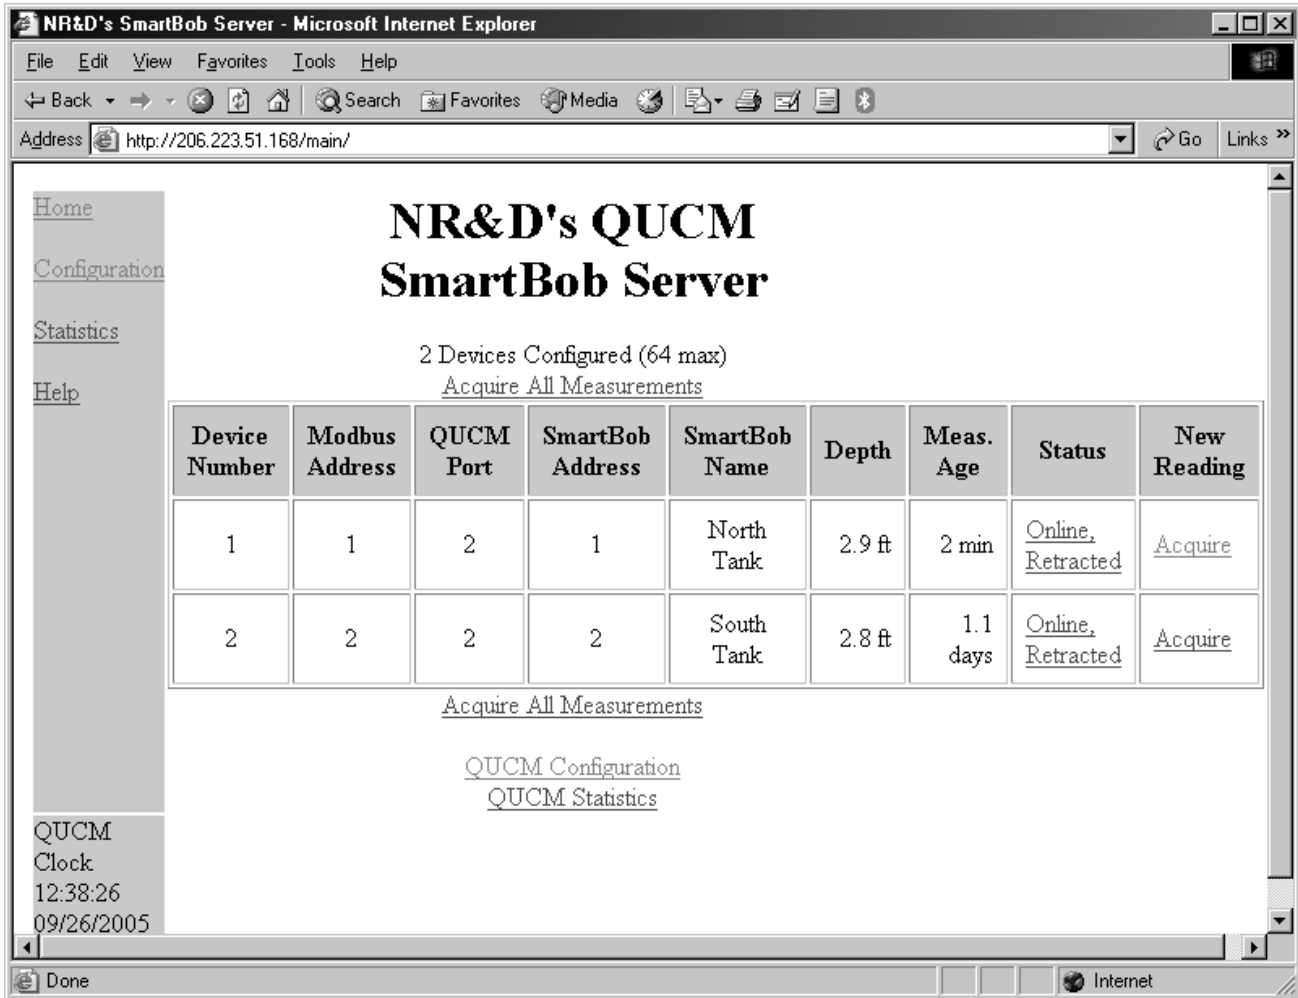 NR&D's SmartBob Server - Microsoft Internet Explorer
File Edit View Favorites Tools Help
Back Search Favorites Media
Address http://206.223.51.168/main/ Go Links »
Home
Configuration
Statistics
Help
NR&D's QUCM
SmartBob Server
2 Devices Configured (64 max)
Acquire All Measurements
Device Number Modbus Address QUCM Port SmartBob Address SmartBob Name Depth Meas. Age Status New Reading
1 1 2 1 North Tank 2.9 ft 2 min Online, Retracted Acquire
2 2 2 2 South Tank 2.8 ft 1.1 days Online, Retracted Acquire
Acquire All Measurements
QUCM Configuration
QUCM Statistics
QUCM
Clock
12:38:26
09/26/2005
Done Internet